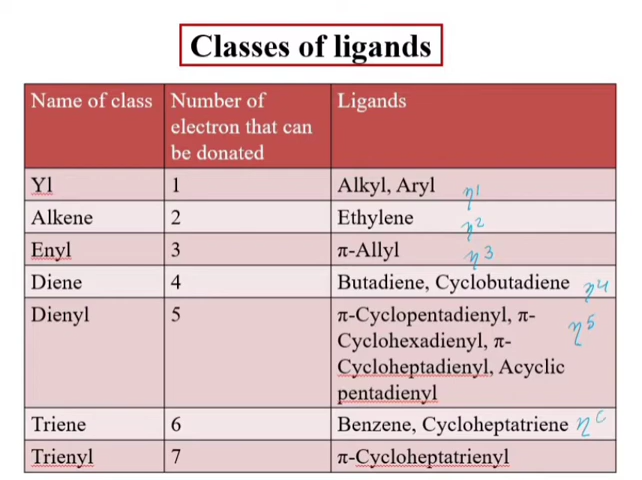 Classes of ligands
Name of class | Number of electron that can be donated | Ligands
Yl | 1 | Alkyl, Aryl η1
Alkene | 2 | Ethylene η2
Enyl | 3 | π-Allyl η3
Diene | 4 | Butadiene, Cyclobutadiene η4
Dienyl | 5 | π-Cyclopentadienyl, π-
Cyclohexadienyl, π-
Cycloheptadienyl, Acyclic
pentadienyl η5
Triene | 6 | Benzene, Cycloheptatriene η
Trienyl | 7 | π-Cycloheptatrienyl